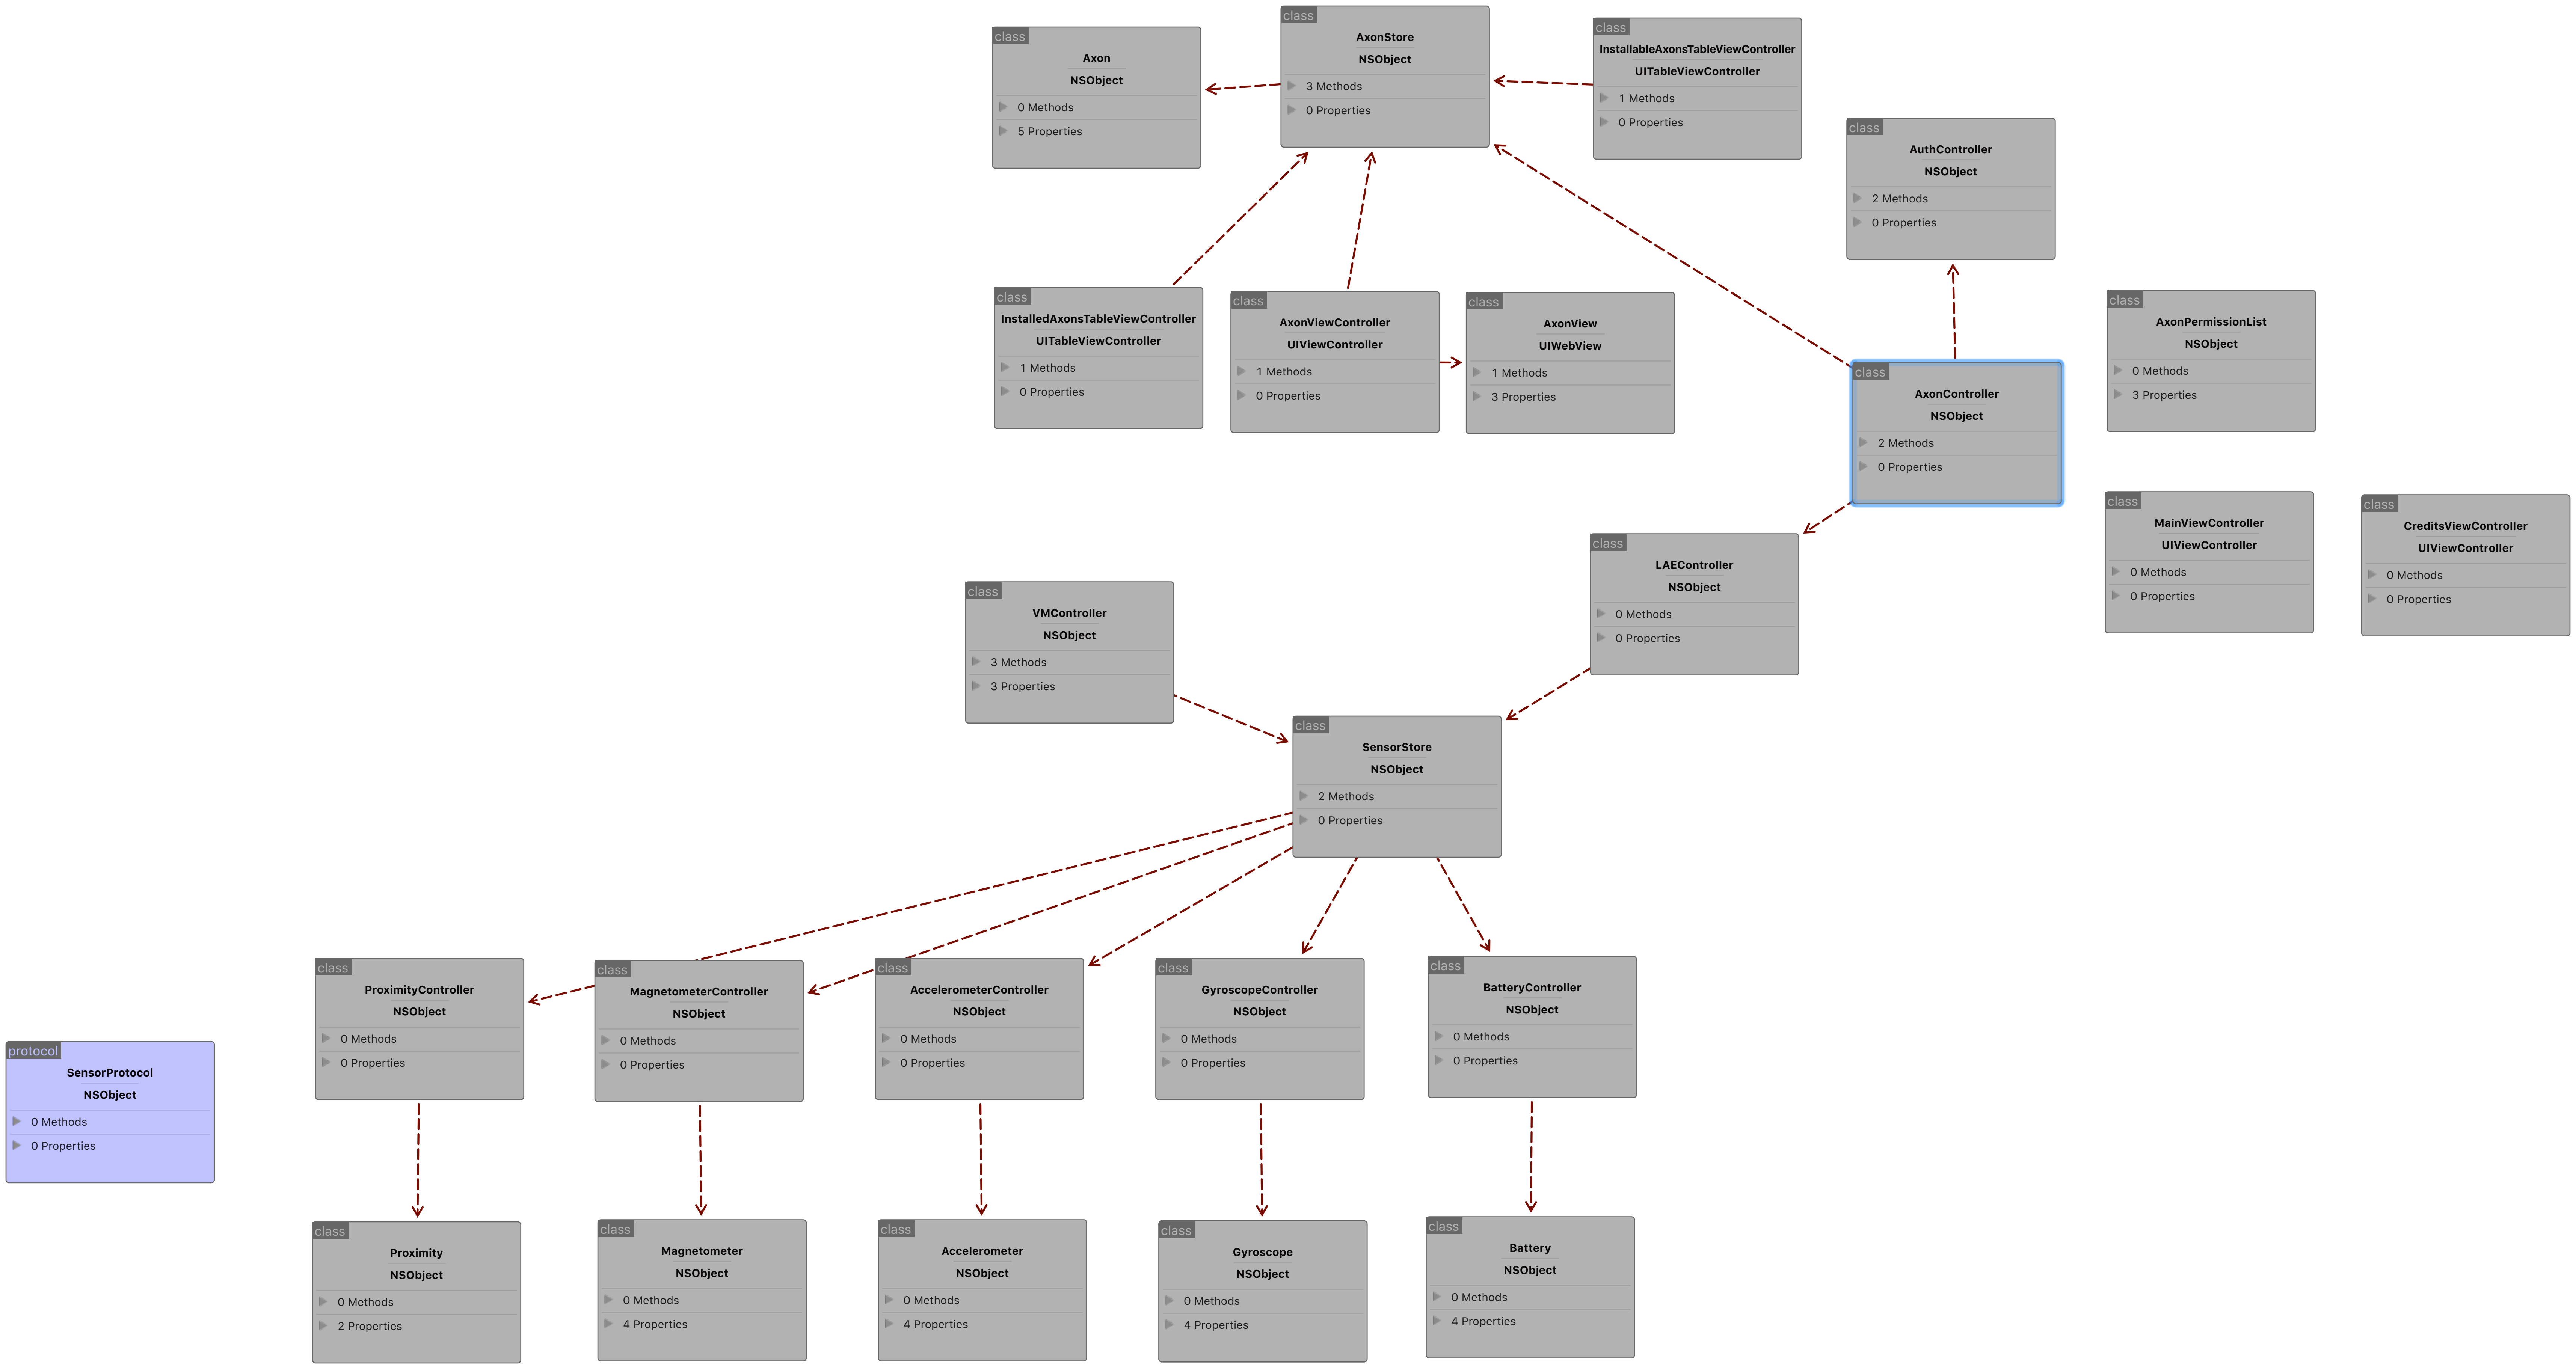 class
Axon
NSObject
0 Methods
5 Properties
class
AxonStore
NSObject
3 Methods
0 Properties
class
InstallableAxonsTableViewController
UITableViewController
1 Methods
0 Properties
class
AuthController
NSObject
2 Methods
0 Properties
class
InstalledAxonsTableViewController
UITableViewController
1 Methods
0 Properties
class
AxonViewController
UIViewController
1 Methods
0 Properties
class
AxonView
UIWebView
1 Methods
3 Properties
class
AxonController
NSObject
2 Methods
0 Properties
class
AxonPermissionList
NSObject
0 Methods
3 Properties
class
MainViewController
UIViewController
0 Methods
0 Properties
class
CreditsViewController
UIViewController
0 Methods
0 Properties
class
LAEController
NSObject
0 Methods
0 Properties
class
VMController
NSObject
3 Methods
3 Properties
class
SensorStore
NSObject
2 Methods
0 Properties
protocol
SensorProtocol
NSObject
0 Methods
0 Properties
class
ProximityController
NSObject
0 Methods
0 Properties
class
MagnetometerController
NSObject
0 Methods
0 Properties
class
AccelerometerController
NSObject
0 Methods
0 Properties
class
GyroscopeController
NSObject
0 Methods
0 Properties
class
BatteryController
NSObject
0 Methods
0 Properties
class
Proximity
NSObject
0 Methods
2 Properties
class
Magnetometer
NSObject
0 Methods
4 Properties
class
Accelerometer
NSObject
0 Methods
4 Properties
class
Gyroscope
NSObject
0 Methods
4 Properties
class
Battery
NSObject
0 Methods
4 Properties